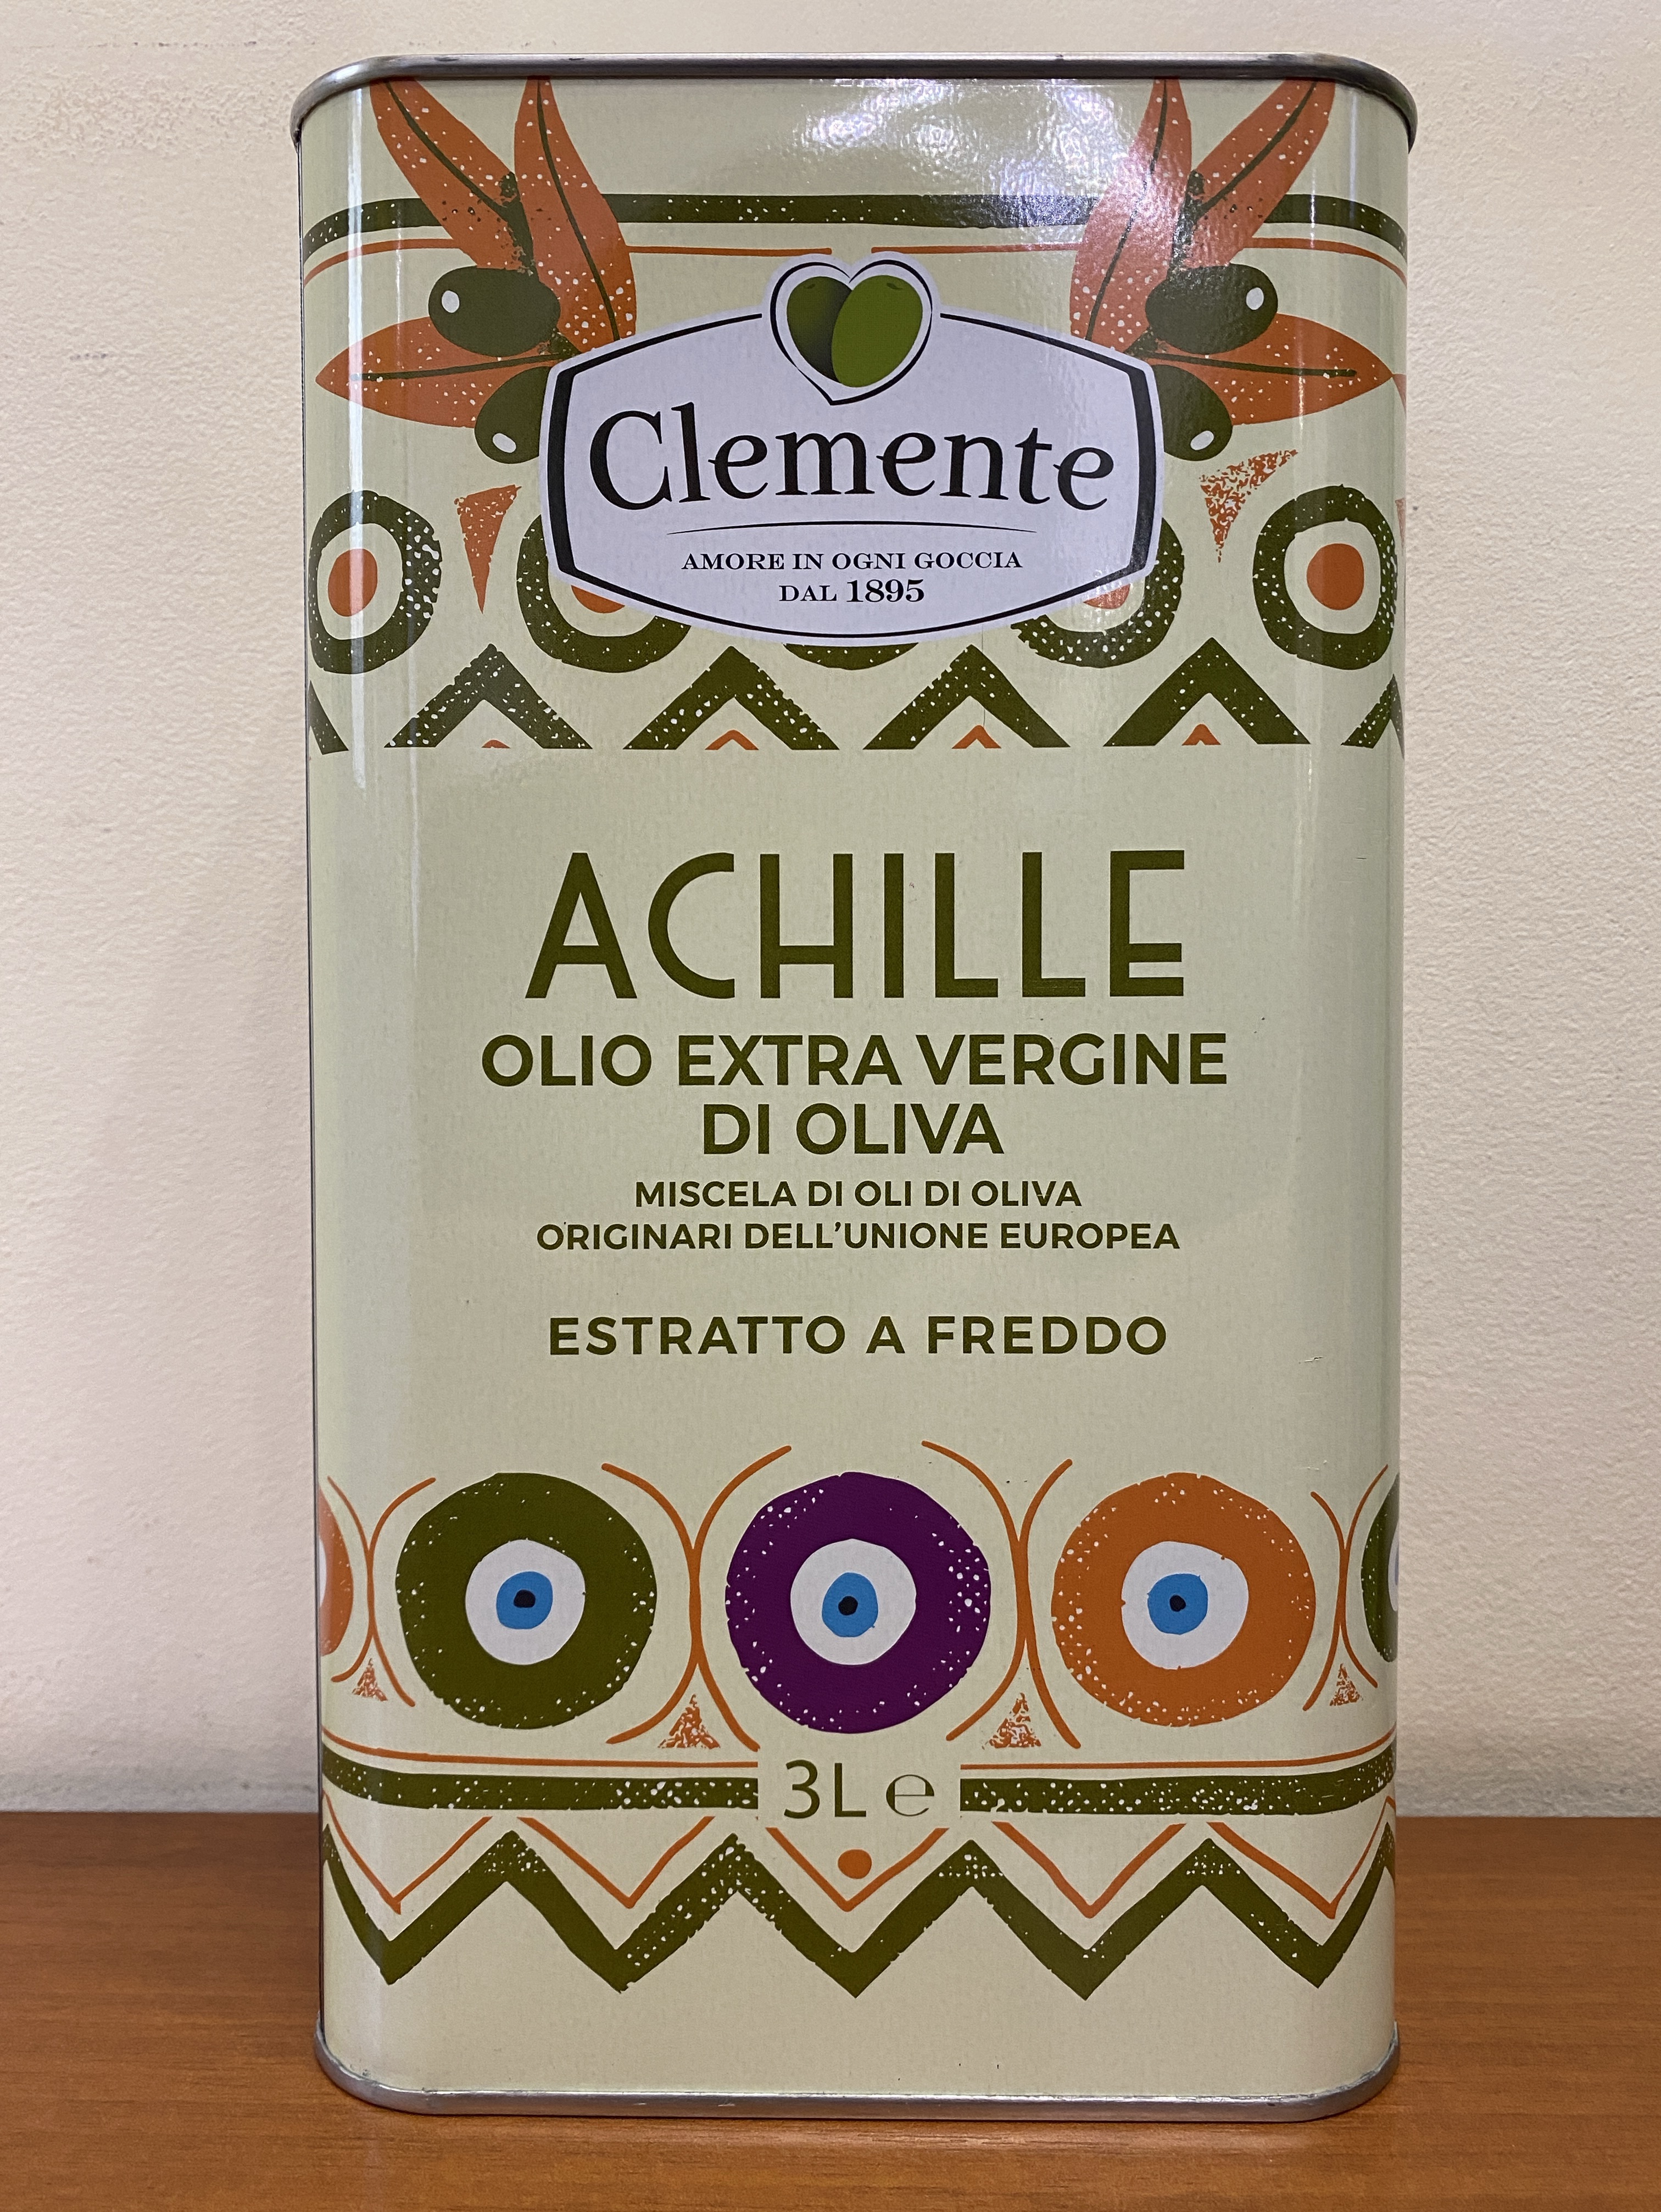 Clemente
AMORE IN OGNI GOCCIA
DAL 1895
ACHILLE
OLIO EXTRA VERGINE
DI OLIVA
MISCELA DI OLI DI OLIVA
ORIGINARI DELL'UNIONE EUROPEA
ESTRATTO A FREDDO
3L ℮